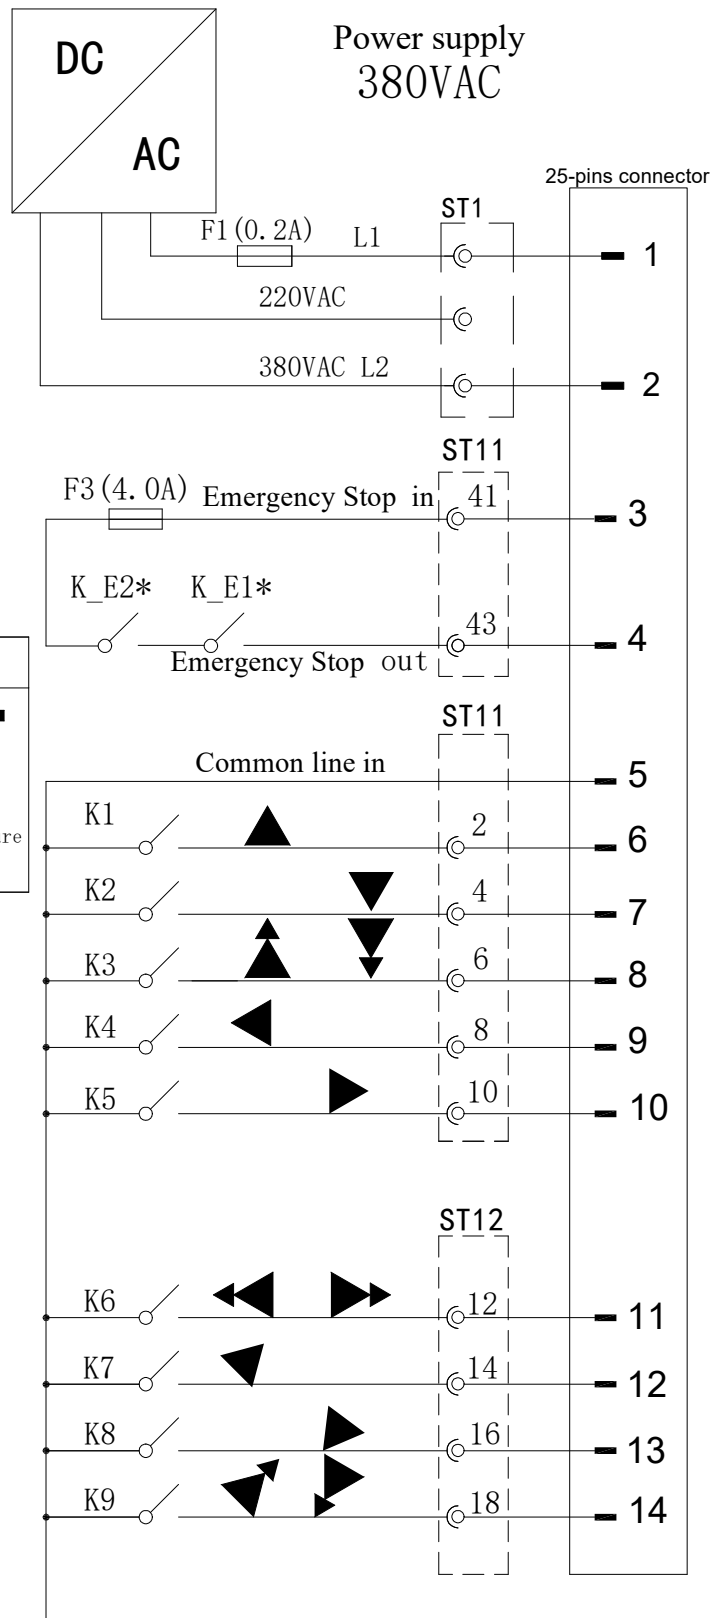 DC
AC
Power supply
380VAC
25-pins connector
ST1
F1(0.2A) L1 1
220VAC
380VAC L2 2
ST11
F3(4.0A) Emergency Stop in 41 3
K_E2* K_E1* 43 4
Emergency Stop out
ST11
Common line in 5
K1 2 6
K2 4 7
K3 6 8
K4 8 9
K5 10 10
ST12
K6 12 11
K7 14 12
K8 16 13
K9 18 14